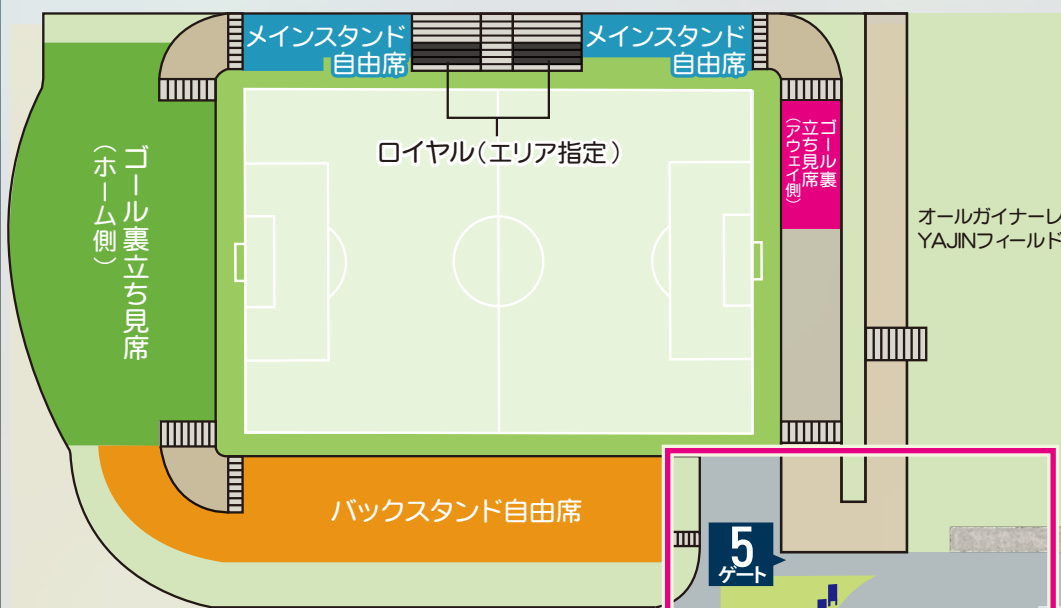 メインスタンド
自由席
メインスタンド
自由席
ロイヤル(エリア指定)
ゴール裏立ち見席
(ホーム側)
ゴール裏
立ち見席
(アウェイ側)
オールガイナーレ
YAJINフィールド
バックスタンド自由席
5
ゲート